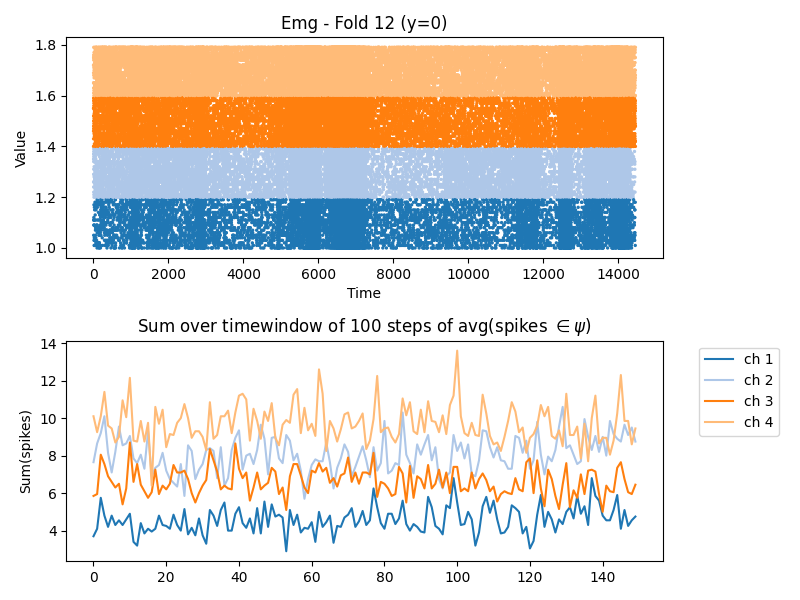 Emg - Fold 12 (y=0)
1.8
1.6
1.4
1.2
1.0
Value
0 2000 4000 6000 8000 10000 12000 14000
Time
Sum over timewindow of 100 steps of avg(spikes ∈ ψ)
14
12
10
8
6
4
Sum(spikes)
0 20 40 60 80 100 120 140
ch 1
ch 2
ch 3
ch 4